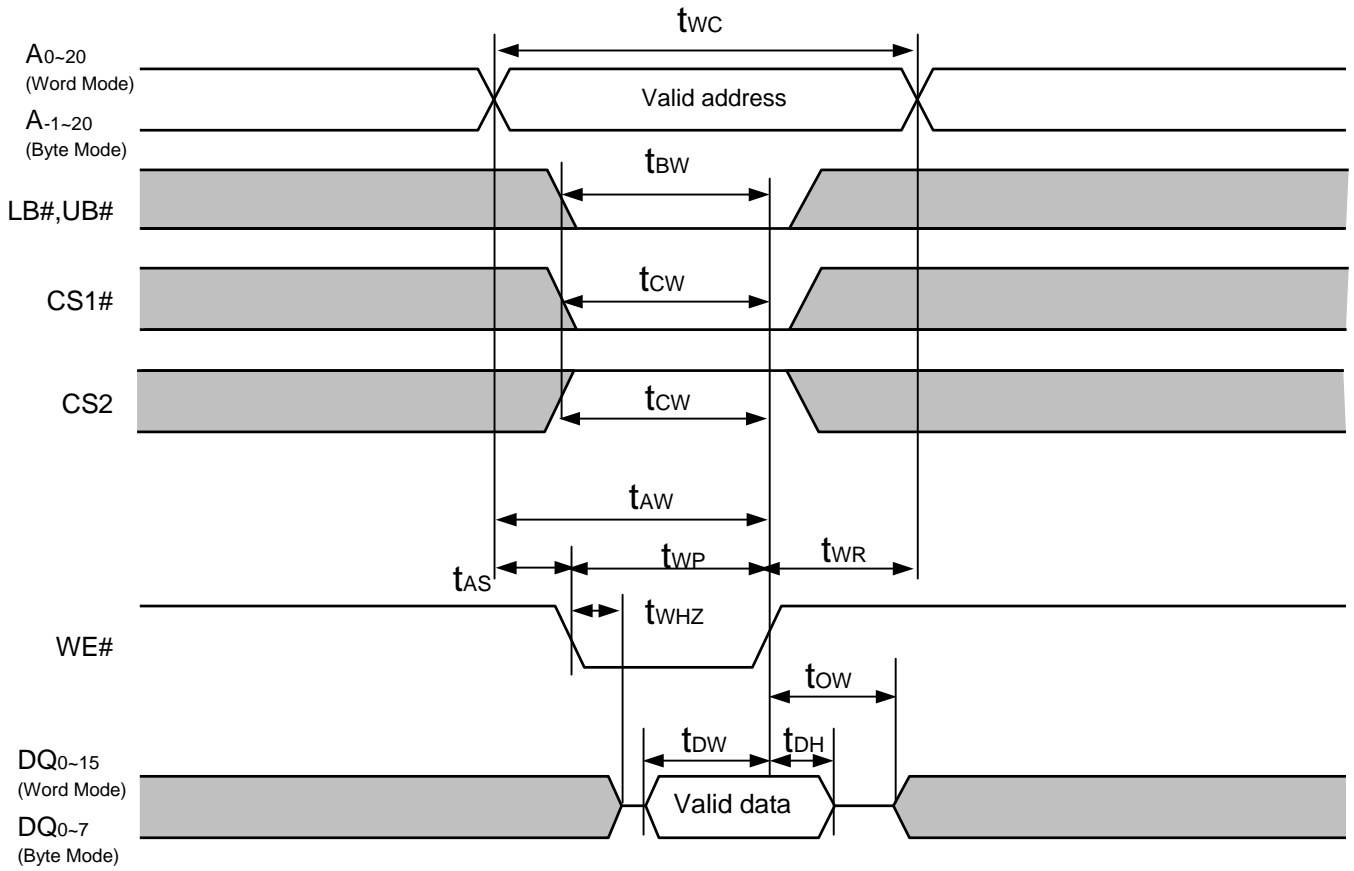 tWC
A0~20
(Word Mode)
Valid address
A-1~20
(Byte Mode)
tBW
LB#,UB#
tCW
CS1#
tCW
CS2
tAW
tAS
tWP
tWR
tWHZ
WE#
tOW
tDW
tDH
DQ0~15
(Word Mode)
Valid data
DQ0~7
(Byte Mode)